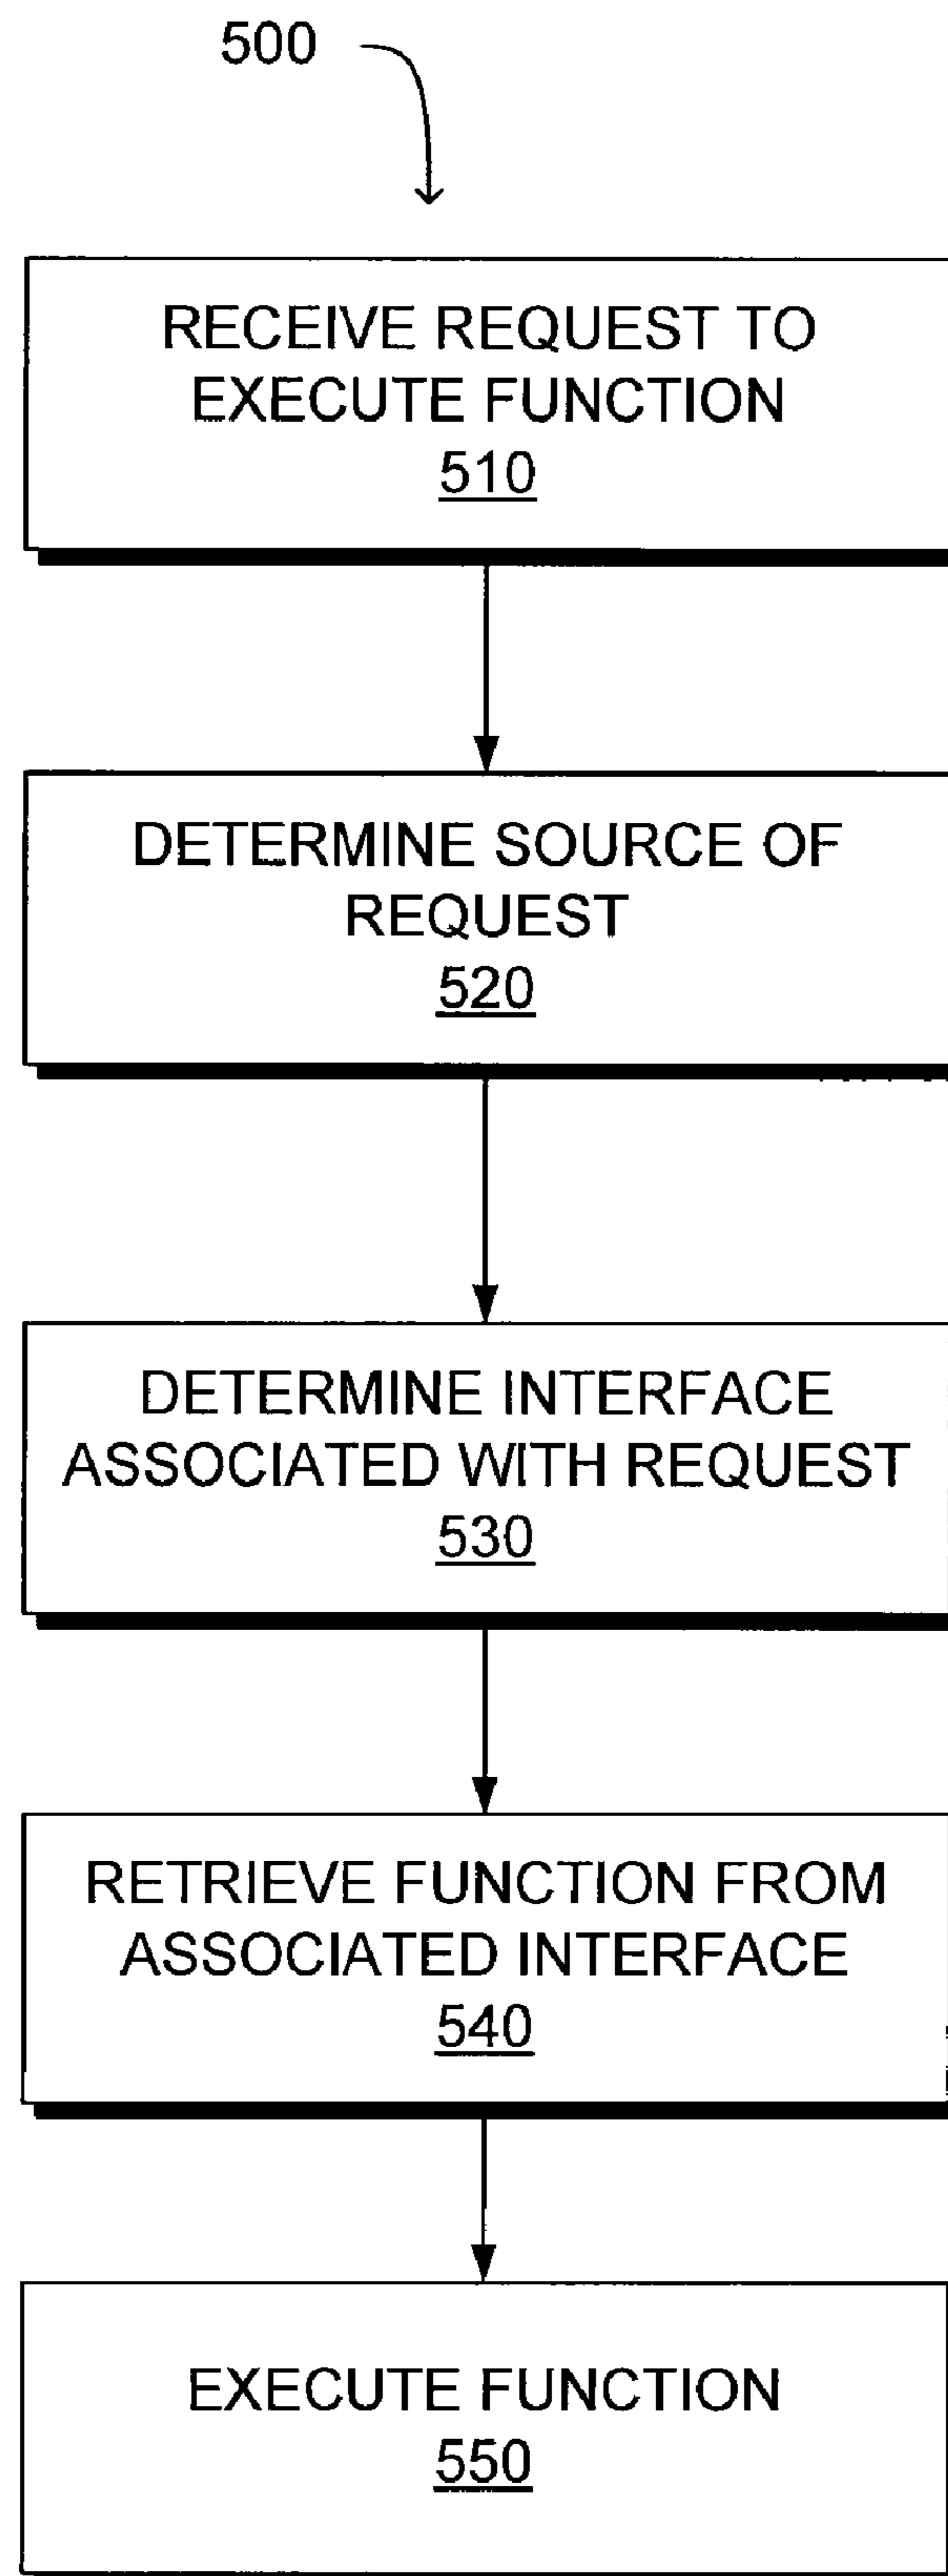 500
RECEIVE REQUEST TO
EXECUTE FUNCTION
510
DETERMINE SOURCE OF
REQUEST
520
DETERMINE INTERFACE
ASSOCIATED WITH REQUEST
530
RETRIEVE FUNCTION FROM
ASSOCIATED INTERFACE
540
EXECUTE FUNCTION
550